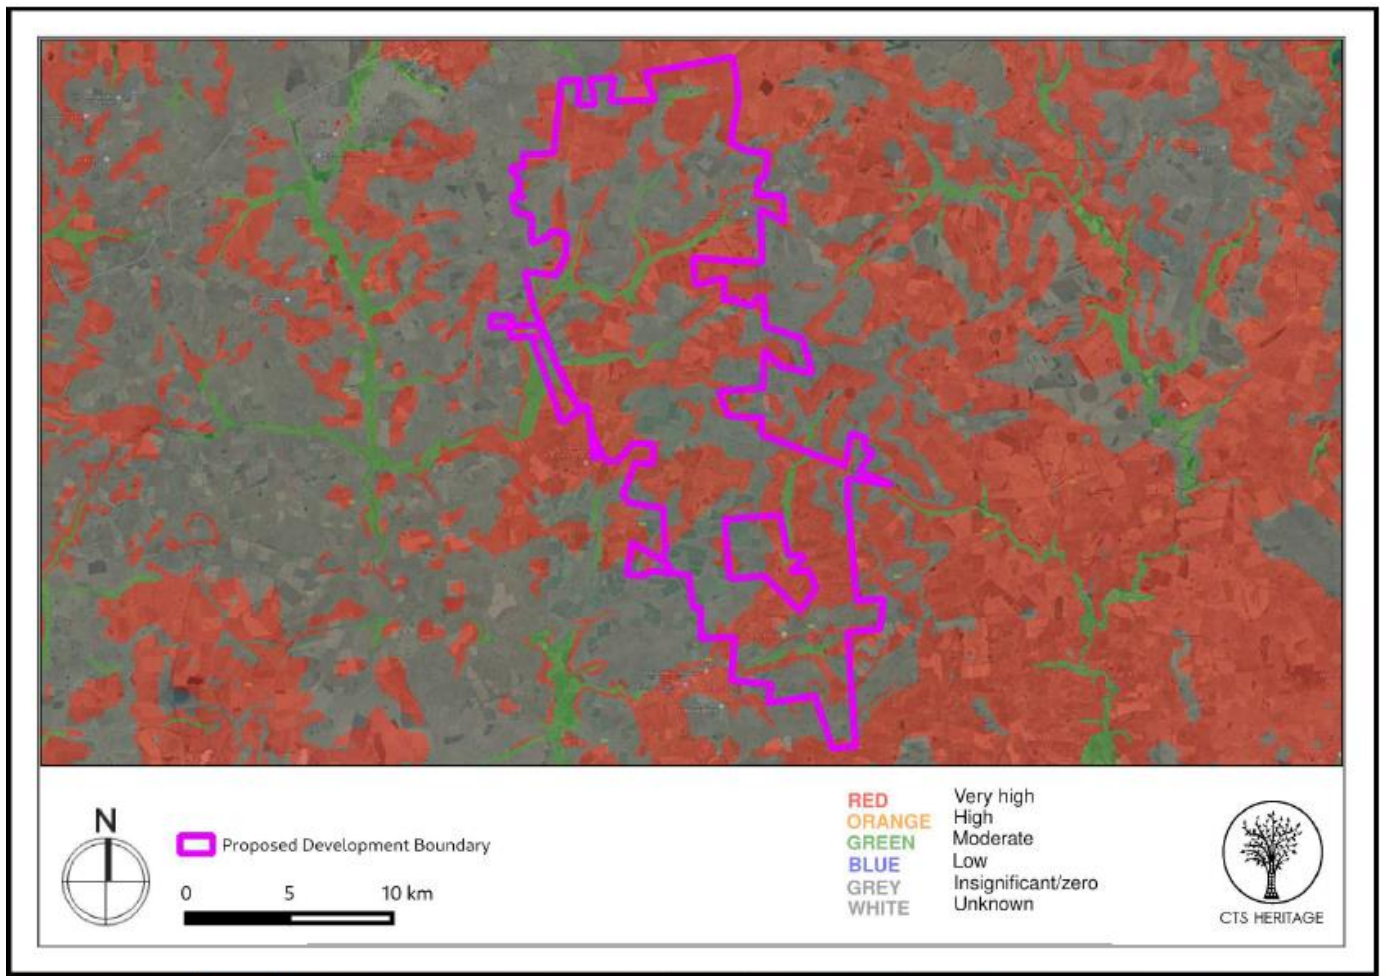 N
Proposed Development Boundary
0 5 10 km
RED Very high
ORANGE High
GREEN Moderate
BLUE Low
GREY Insignificant/zero
WHITE Unknown
CTS HERITAGE